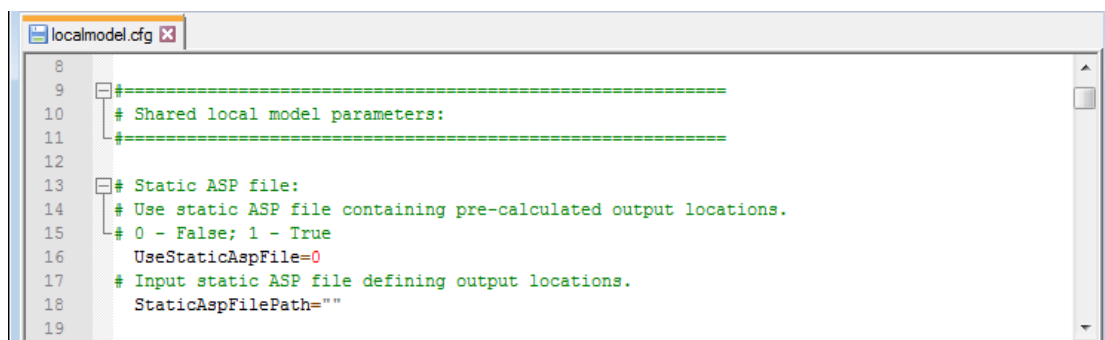 localmodel.cfg
8
9 #=========================================================
10 # Shared local model parameters:
11 #=========================================================
12
13 # Static ASP file:
14 # Use static ASP file containing pre-calculated output locations.
15 # 0 - False; 1 - True
16 UseStaticAspFile=0
17 # Input static ASP file defining output locations.
18 StaticAspFilePath=""
19